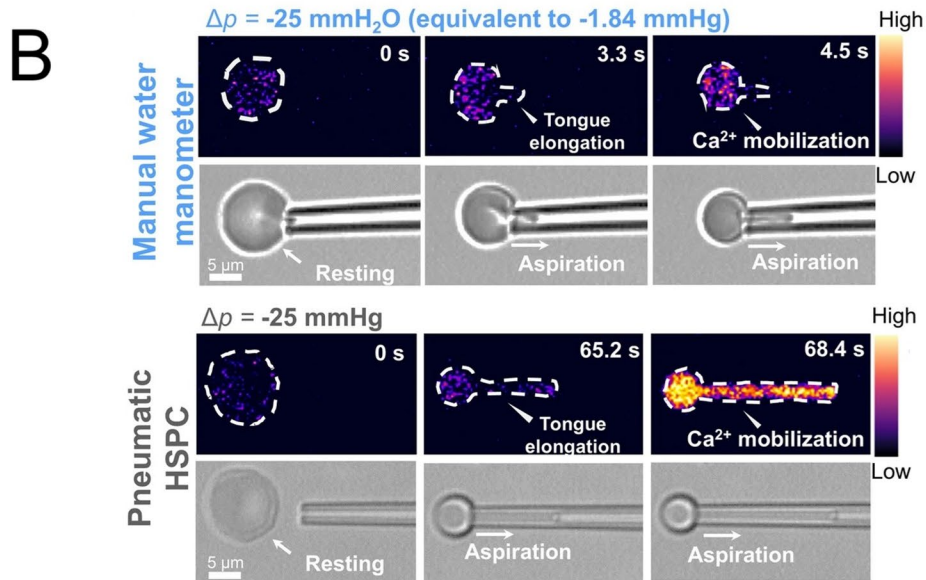 B
Δp = -25 mmH₂O (equivalent to -1.84 mmHg)
Manual water
manometer
0 s
3.3 s
4.5 s
High
Tongue
elongation
Ca²⁺ mobilization
Low
5 μm
Resting
Aspiration
Aspiration
Δp = -25 mmHg
Pneumatic
HSPC
0 s
65.2 s
68.4 s
High
Tongue
elongation
Ca²⁺ mobilization
Low
5 μm
Resting
Aspiration
Aspiration